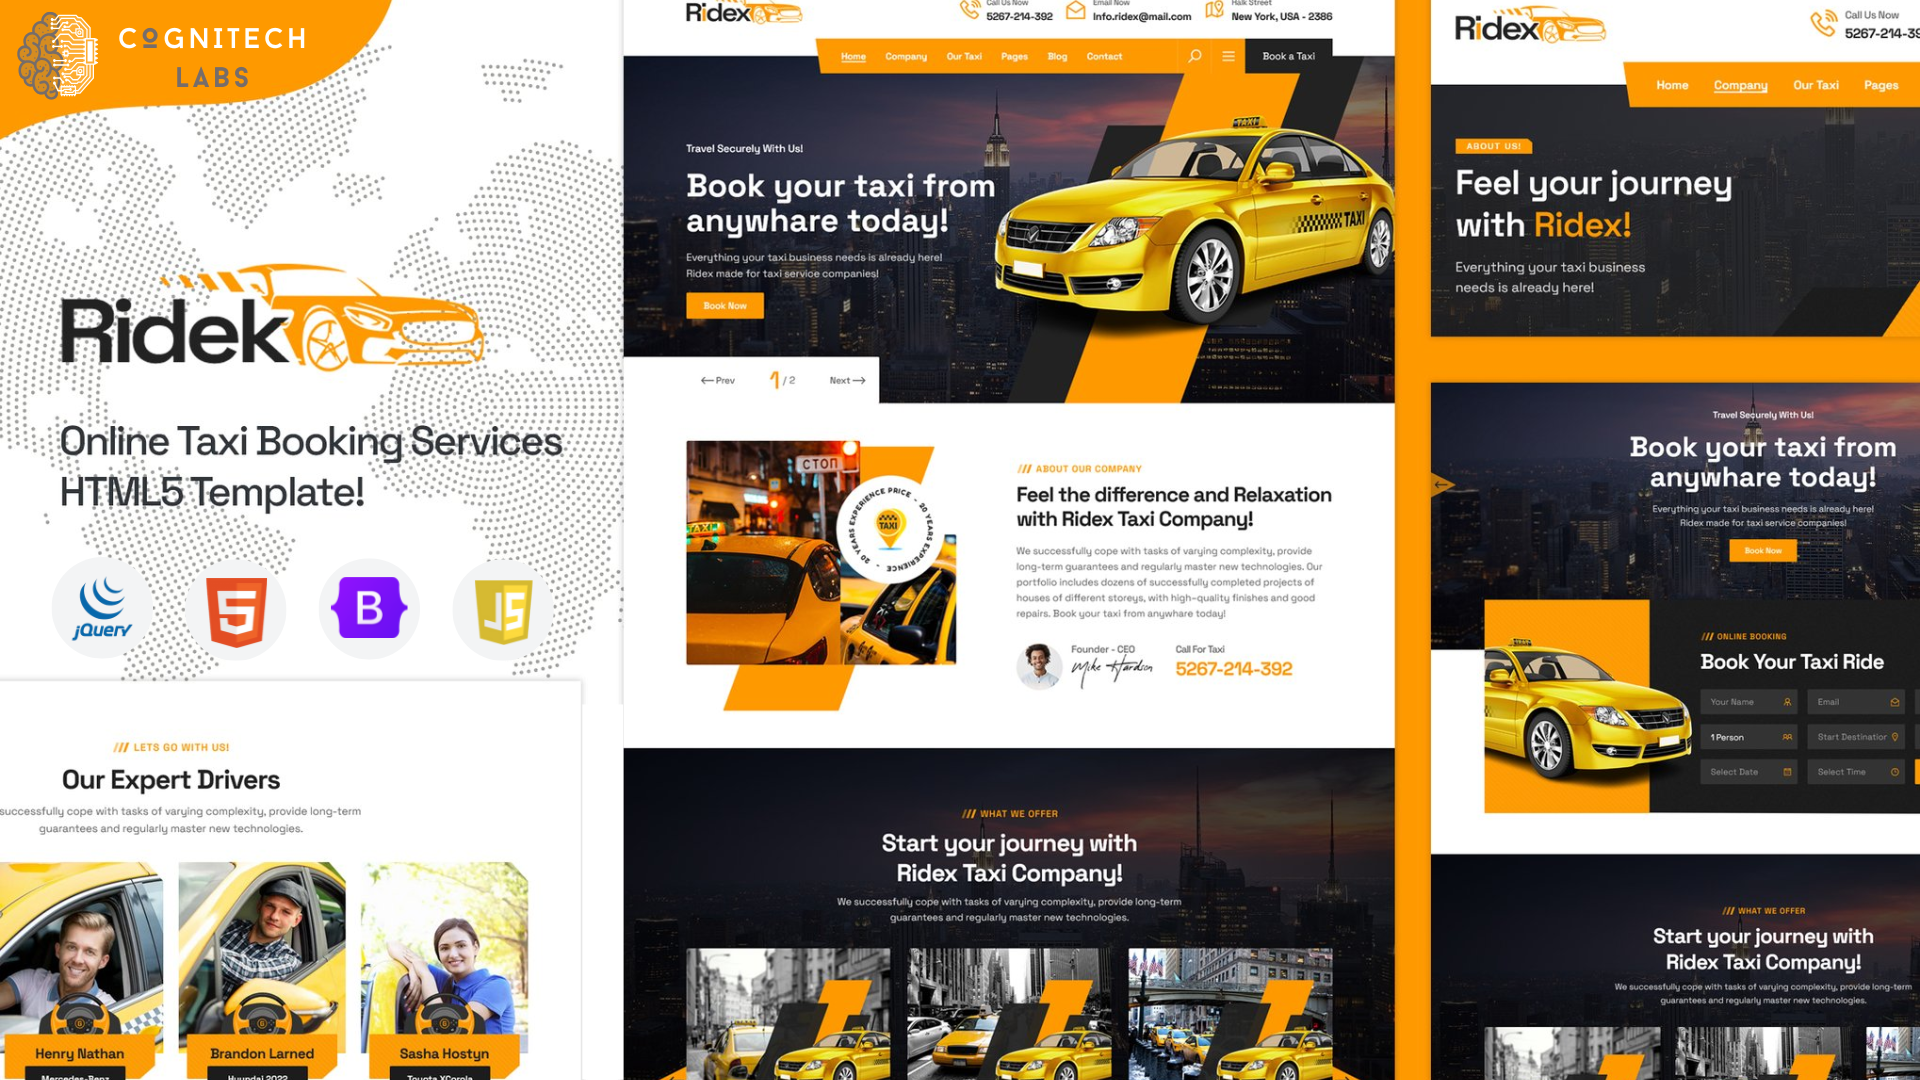 COGNITECH
LABS
Ridek
Online Taxi Booking Services
HTML5 Template!
jQuery
5
B
JS
/// LETS GO WITH US!
Our Expert Drivers
successfully cope with tasks of varying complexity, provide long-term
guarantees and regularly master new technologies.
Henry Nathan
Brandon Larned
Sasha Hostyn
Mercedes-Benz
Hyundai 2022
Toyota XCorola
Ridex
Call Us Now
5267-214-392
Email Now
Info.ridex@mail.com
Halk Street
New York, USA - 2386
Home
Company
Our Taxi
Pages
Blog
Contact
Book a Taxi
Travel Securely With Us!
Book your taxi from
anywhare today!
Everything your taxi business needs is already here!
Ridex made for taxi service companies!
Book Now
TAXI
TAXI
Prev
1 / 2
Next
СТОП
TAXI
20 YEARS EXPERIENCE PRICE - 20 YEARS EXPERIENCE -
TAXI
/// ABOUT OUR COMPANY
Feel the difference and Relaxation
with Ridex Taxi Company!
We successfully cope with tasks of varying complexity, provide
long-term guarantees and regularly master new technologies. Our
portfolio includes dozens of successfully completed projects of
houses of different storeys, with high-quality finishes and good
repairs. Book your taxi from anywhare today!
Founder - CEO
Mike Hardson
Call For Taxi
5267-214-392
/// WHAT WE OFFER
Start your journey with
Ridex Taxi Company!
We successfully cope with tasks of varying complexity, provide long-term
guarantees and regularly master new technologies.
Ridex
Call Us Now
5267-214-39
Home
Company
Our Taxi
Pages
ABOUT US!
Feel your journey
with Ridex!
Everything your taxi business
needs is already here!
Travel Securely With Us!
Book your taxi from
anywhare today!
Everything your taxi business needs is already here!
Ridex made for taxi service companies!
Book Now
/// ONLINE BOOKING
Book Your Taxi Ride
Your Name
Email
1 Person
Start Destination
Select Date
Select Time
/// WHAT WE OFFER
Start your journey with
Ridex Taxi Company!
We successfully cope with tasks of varying complexity, provide long-term
guarantees and regularly master new technologies.